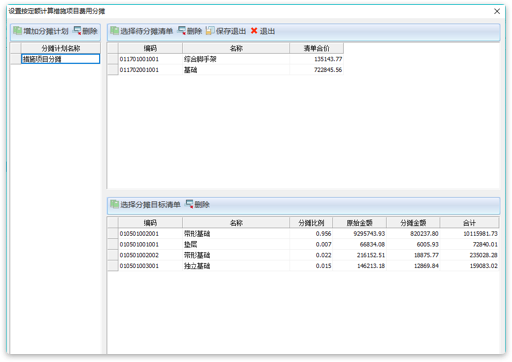 设置按定额计算措施项目费用分摊
增加分摊计划 删除
分摊计划名称
措施项目分摊
选择待分摊清单 删除 保存退出 退出
编码 名称 清单合价
011701001001 综合脚手架 135143.77
011702001001 基础 722845.56
选择分摊目标清单 删除
编码 名称 分摊比例 原始金额 分摊金额 合计
010501002001 带形基础 0.956 9295743.93 820237.80 10115981.73
010501001001 垫层 0.007 66834.08 6005.93 72840.01
010501002002 带形基础 0.022 216152.51 18875.77 235028.28
010501003001 独立基础 0.015 146213.18 12869.84 159083.02